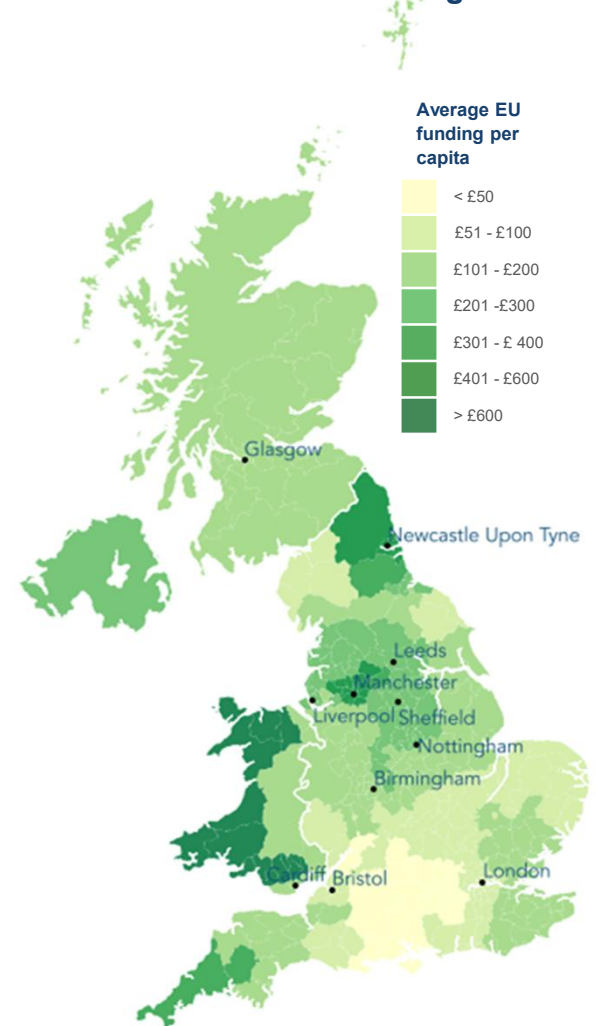 Average EU
funding per
capita
< £50
£51 - £100
£101 - £200
£201 -£300
£301 - £ 400
£401 - £600
> £600
Glasgow
Newcastle Upon Tyne
Leeds
Manchester
Liverpool
Sheffield
Nottingham
Birmingham
Cardiff
Bristol
London